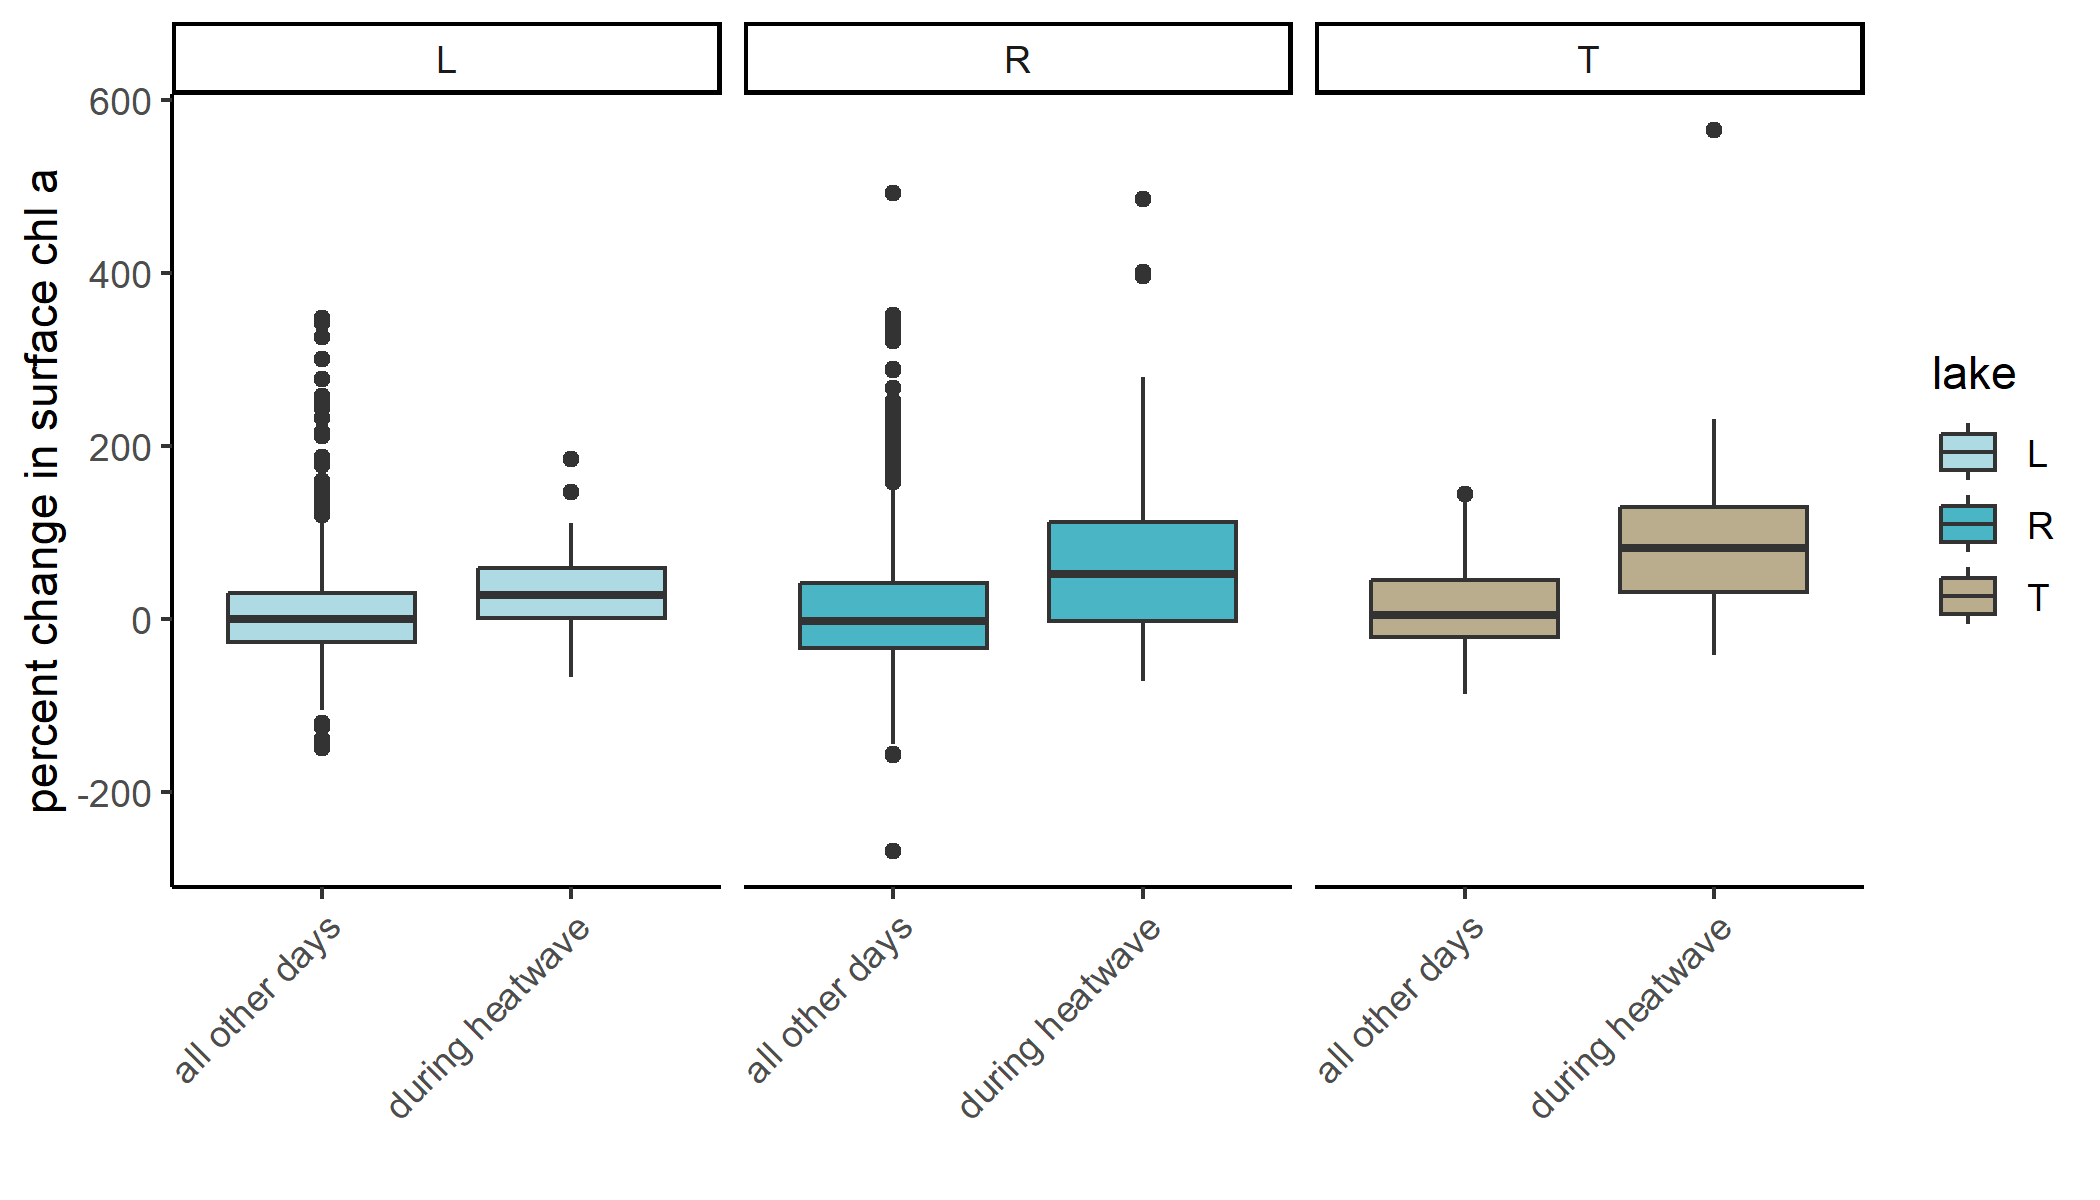 L
R
T
600
400
200
0
-200
percent change in surface chl a
all other days
during heatwave
all other days
during heatwave
all other days
during heatwave
lake
L
R
T